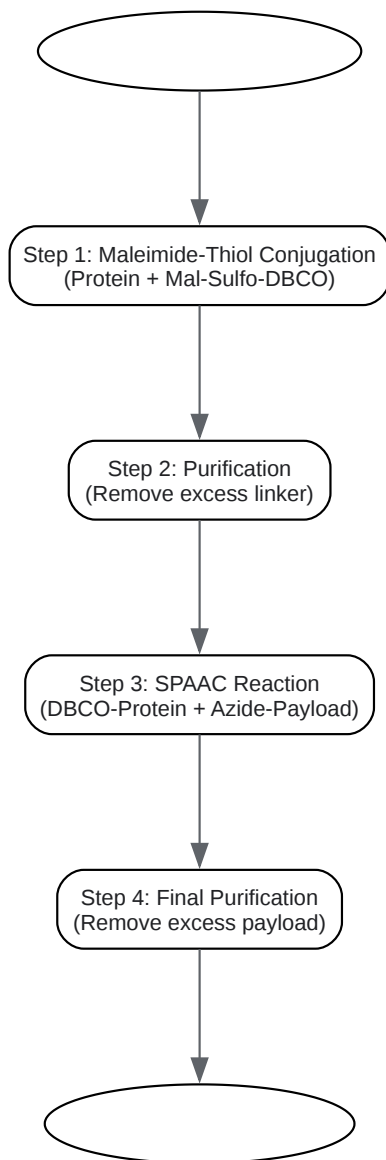 Step 1: Maleimide-Thiol Conjugation
(Protein + Mal-Sulfo-DBCO)
Step 2: Purification
(Remove excess linker)
Step 3: SPAAC Reaction
(DBCO-Protein + Azide-Payload)
Step 4: Final Purification
(Remove excess payload)